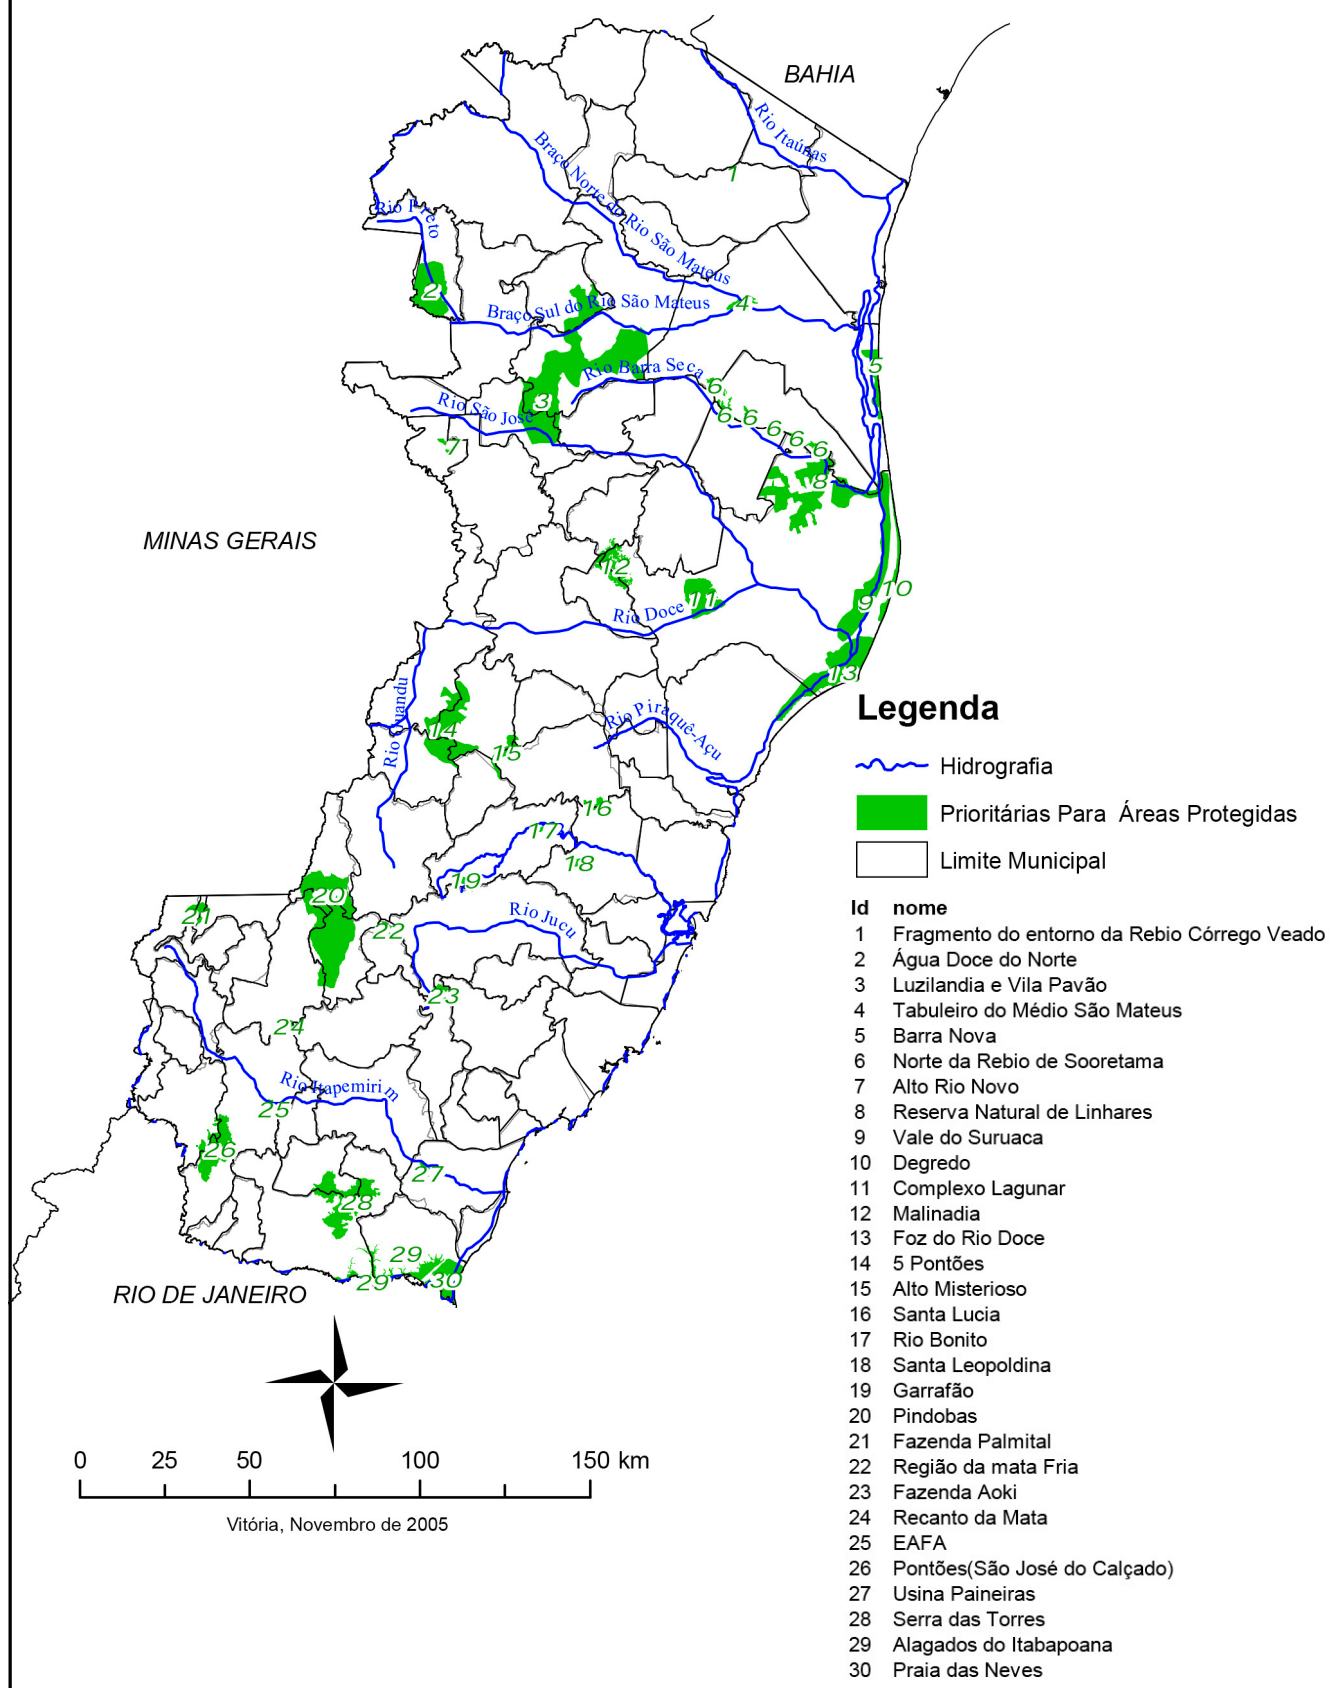 BAHIA
Rio Itaúnas
Braço Norte do Rio São Mateus
1
Rio Preto
2
Braço Sul do Rio São Mateus
4
3
Rio Barra Seca
5
6
6
6
6
6
6
Rio São José
7
8
MINAS GERAIS
12
11
Rio Doce
9
10
13
Rio Guandu
14
15
Rio Piraquê-Açu
16
17
18
19
20
21
22
Rio Jucu
23
24
Rio Itapemirim
25
26
27
28
29
29
30
RIO DE JANEIRO
Legenda
Hidrografia
Prioritárias Para Áreas Protegidas
Limite Municipal
Id nome
1 Fragmento do entorno da Rebio Córrego Veado
2 Água Doce do Norte
3 Luzilandia e Vila Pavão
4 Tabuleiro do Médio São Mateus
5 Barra Nova
6 Norte da Rebio de Sooretama
7 Alto Rio Novo
8 Reserva Natural de Linhares
9 Vale do Suruaca
10 Degredo
11 Complexo Lagunar
12 Malinadia
13 Foz do Rio Doce
14 5 Pontões
15 Alto Misterioso
16 Santa Lucia
17 Rio Bonito
18 Santa Leopoldina
19 Garrafão
20 Pindobas
21 Fazenda Palmital
22 Região da mata Fria
23 Fazenda Aoki
24 Recanto da Mata
25 EAFA
26 Pontões(São José do Calçado)
27 Usina Paineiras
28 Serra das Torres
29 Alagados do Itabapoana
30 Praia das Neves
0 25 50 100 150 km
Vitória, Novembro de 2005